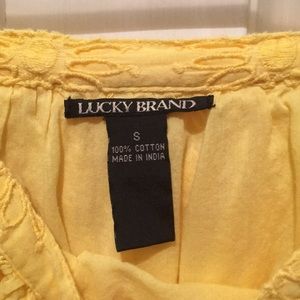 LUCKY BRAND
S
100% COTTON
MADE IN INDIA